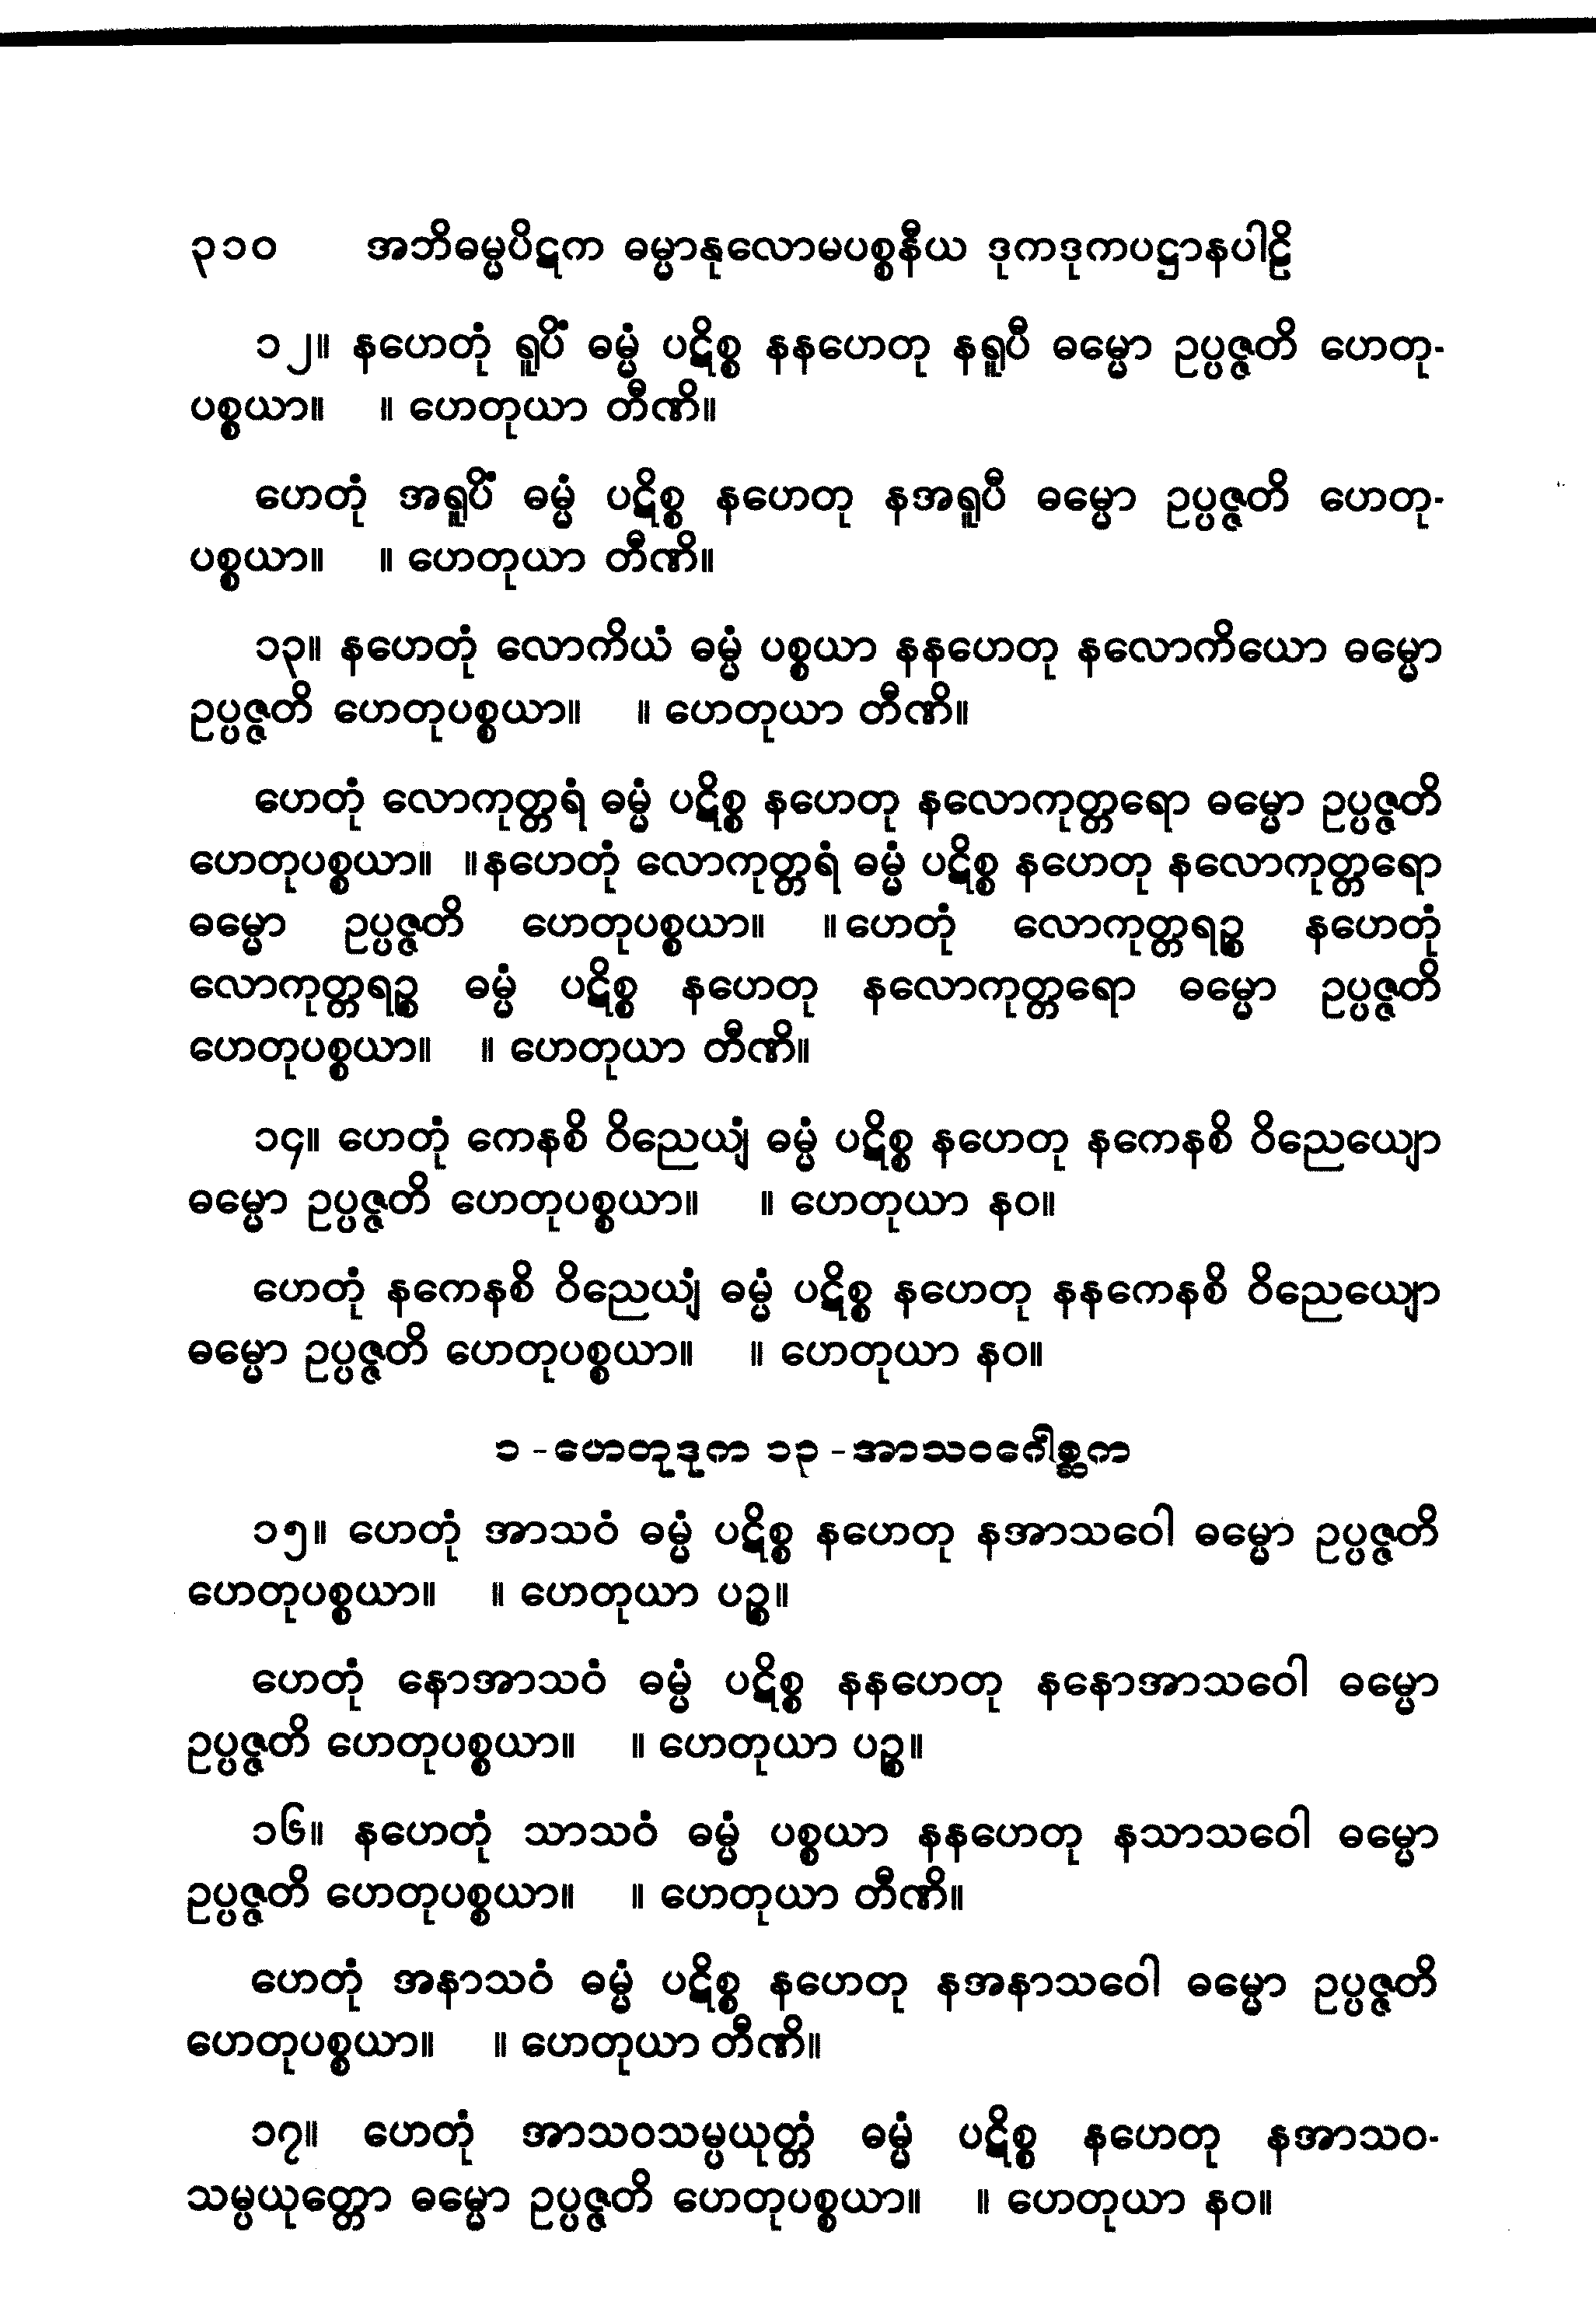 ၃၁၀ အဘိဓမ္မပိဋက ဓမ္မာနုလောမပစ္စနီယ ဒုကဒုကပဋ္ဌာနပါဠိ
၁၂။ နဟေတုံ ရူပိံ ဓမ္မံ ပဋိစ္စ နနဟေတု နရူပီ ဓမ္မော ဥပ္ပဇ္ဇတိ ဟေတု-
ပစ္စယာ။ ။ ဟေတုယာ တီဏိ။
ဟေတုံ အရူပိံ ဓမ္မံ ပဋိစ္စ နဟေတု နအရူပီ ဓမ္မော ဥပ္ပဇ္ဇတိ ဟေတု-
ပစ္စယာ။ ။ ဟေတုယာ တီဏိ။
၁၃။ နဟေတုံ လောကိယံ ဓမ္မံ ပစ္စယာ နနဟေတု နလောကိယော ဓမ္မော
ဥပ္ပဇ္ဇတိ ဟေတုပစ္စယာ။ ။ ဟေတုယာ တီဏိ။
ဟေတုံ လောကုတ္တရံ ဓမ္မံ ပဋိစ္စ နဟေတု နလောကုတ္တရော ဓမ္မော ဥပ္ပဇ္ဇတိ
ဟေတုပစ္စယာ။ ။နဟေတုံ လောကုတ္တရံ ဓမ္မံ ပဋိစ္စ နဟေတု နလောကုတ္တရော
ဓမ္မော ဥပ္ပဇ္ဇတိ ဟေတုပစ္စယာ။ ။ဟေတုံ လောကုတ္တရဉ္စ နဟေတုံ
လောကုတ္တရဉ္စ ဓမ္မံ ပဋိစ္စ နဟေတု နလောကုတ္တရော ဓမ္မော ဥပ္ပဇ္ဇတိ
ဟေတုပစ္စယာ။ ။ ဟေတုယာ တီဏိ။
၁၄။ ဟေတုံ ကေနစိ ဝိညေယျံ ဓမ္မံ ပဋိစ္စ နဟေတု နကေနစိ ဝိညေယျော
ဓမ္မော ဥပ္ပဇ္ဇတိ ဟေတုပစ္စယာ။ ။ ဟေတုယာ နဝ။
ဟေတုံ နကေနစိ ဝိညေယျံ ဓမ္မံ ပဋိစ္စ နဟေတု နနကေနစိ ဝိညေယျော
ဓမ္မော ဥပ္ပဇ္ဇတိ ဟေတုပစ္စယာ။ ။ ဟေတုယာ နဝ။
၁ -ဟေတုဒုက ၁၃ -အာသဝဂေါစ္ဆက
၁၅။ ဟေတုံ အာသဝံ ဓမ္မံ ပဋိစ္စ နဟေတု နအာသဝေါ ဓမ္မော ဥပ္ပဇ္ဇတိ
ဟေတုပစ္စယာ။ ။ ဟေတုယာ ပဉ္စ။
ဟေတုံ နောအာသဝံ ဓမ္မံ ပဋိစ္စ နနဟေတု နနောအာသဝေါ ဓမ္မော
ဥပ္ပဇ္ဇတိ ဟေတုပစ္စယာ။ ။ ဟေတုယာ ပဉ္စ။
၁၆။ နဟေတုံ သာသဝံ ဓမ္မံ ပစ္စယာ နနဟေတု နသာသဝေါ ဓမ္မော
ဥပ္ပဇ္ဇတိ ဟေတုပစ္စယာ။ ။ ဟေတုယာ တီဏိ။
ဟေတုံ အနာသဝံ ဓမ္မံ ပဋိစ္စ နဟေတု နအနာသဝေါ ဓမ္မော ဥပ္ပဇ္ဇတိ
ဟေတုပစ္စယာ။ ။ ဟေတုယာ တီဏိ။
၁၇။ ဟေတုံ အာသဝသမ္ပယုတ္တံ ဓမ္မံ ပဋိစ္စ နဟေတု နအာသဝ-
သမ္ပယုတ္တော ဓမ္မော ဥပ္ပဇ္ဇတိ ဟေတုပစ္စယာ။ ။ ဟေတုယာ နဝ။